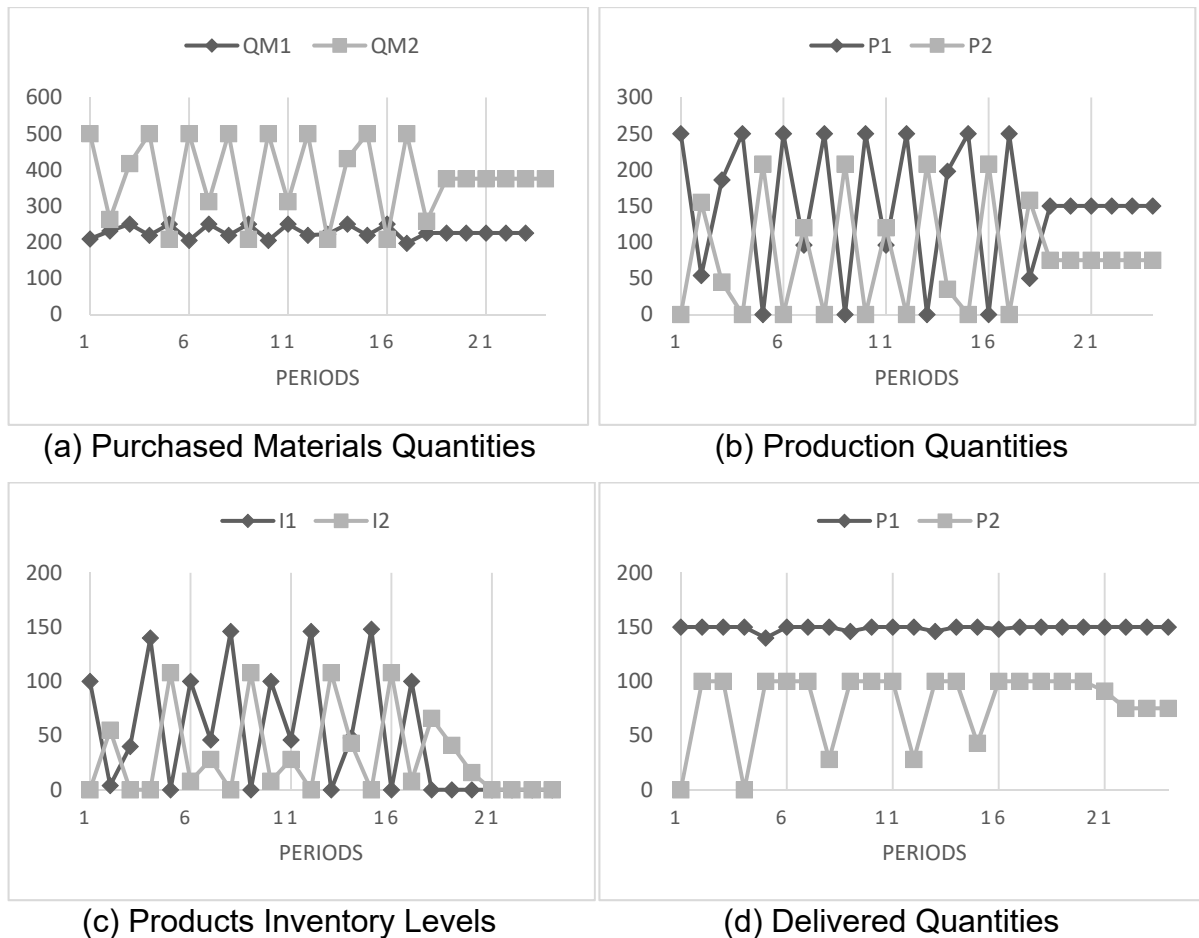 QM1 QM2
600
500
400
300
200
100
0
1 6 11 16 21
PERIODS
(a) Purchased Materials Quantities
P1 P2
300
250
200
150
100
50
0
1 6 11 16 21
PERIODS
(b) Production Quantities
I1 I2
200
150
100
50
0
1 6 11 16 21
PERIODS
(c) Products Inventory Levels
P1 P2
200
150
100
50
0
1 6 11 16 21
PERIODS
(d) Delivered Quantities